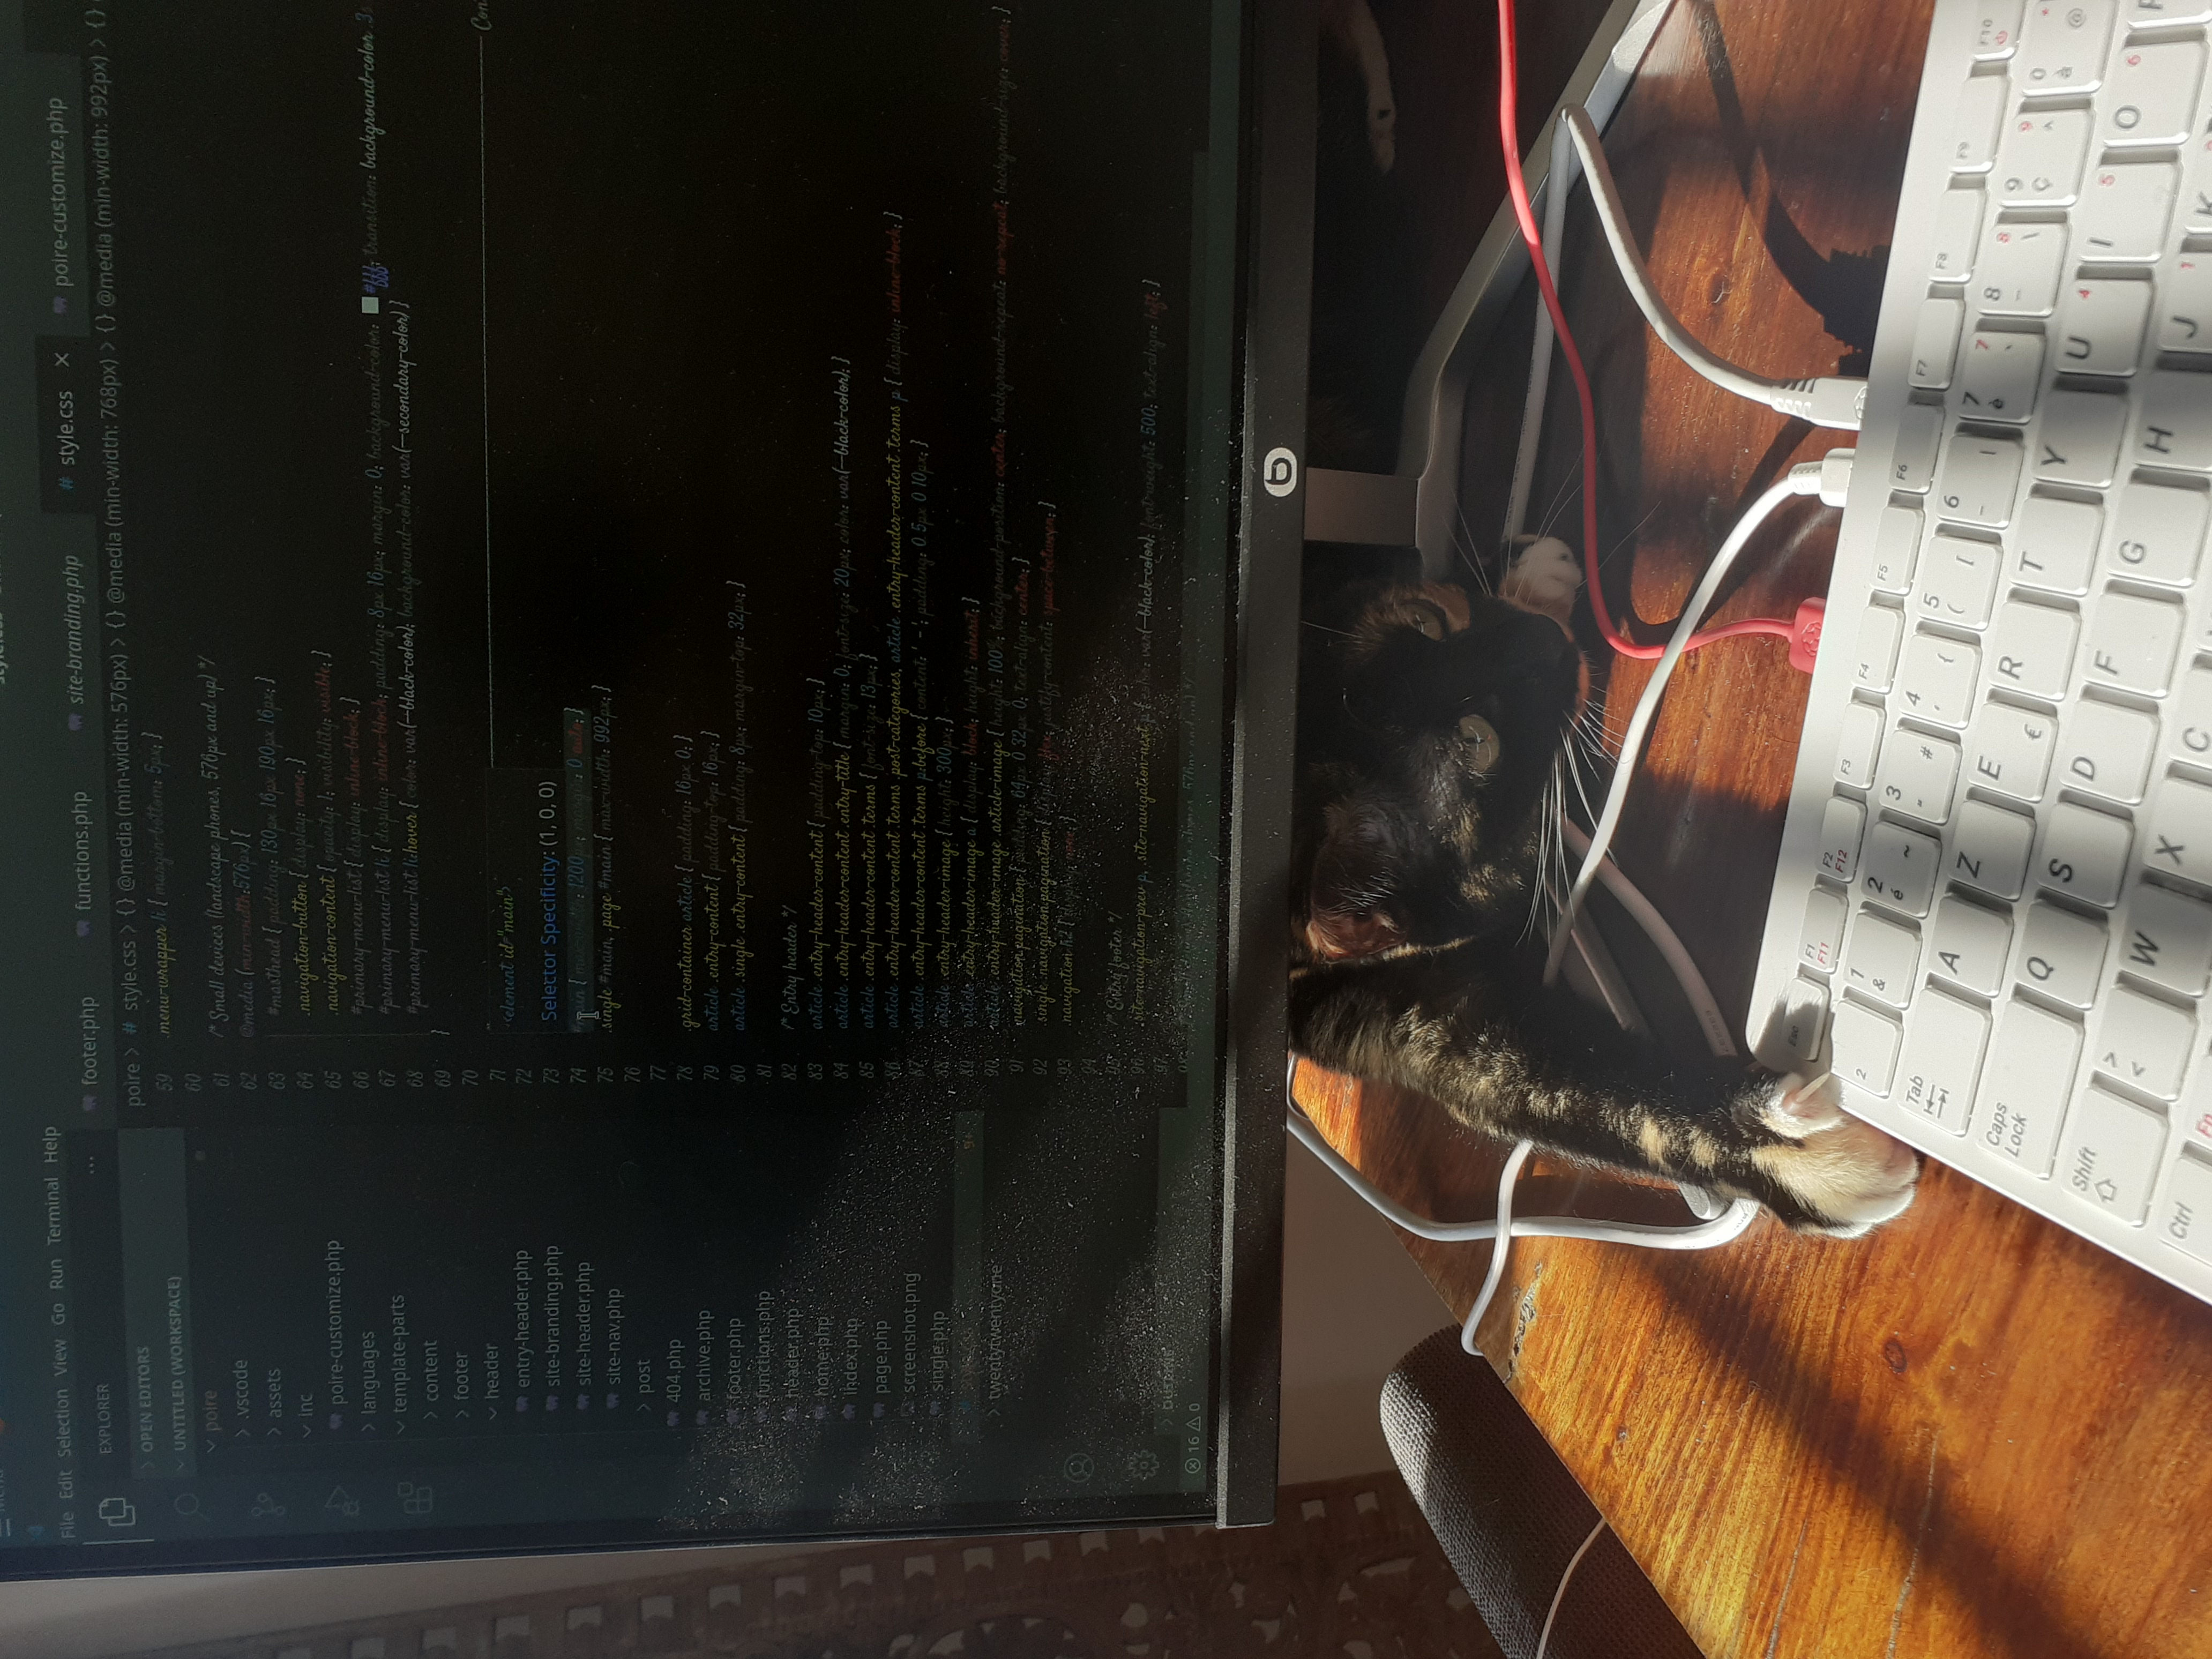 File Edit Selection View Go Run Terminal Help
EXPLORER ...
OPEN EDITORS
UNTITLED (WORKSPACE)
poire
.vscode
assets
inc
poire-customize.php
languages
template-parts
content
footer
header
entry-header.php
site-branding.php
site-header.php
site-nav.php
post
404.php
archive.php
footer.php
functions.php
header.php
home.php
index.php
page.php
screenshot.png
single.php
9+
twentytwentyone
OUTLINE
16 0
footer.php functions.php site-branding.php # style.css × poire-customize.php
poire > # style.css > {} @media (min-width: 576px) > {} @media (min-width: 768px) > {} @media (min-width: 992px) > {}
59 .menu-wrapper li { margin-bottom: 5px; }
60
61 /* Small devices (landscape phones, 576px and up) */
62 @media (min-width:576px) {
63 #masthead { padding: 130px 16px 190px 16px; }
64 .navigation-button { display: none; }
65 .navigation-content { opacity: 1; visibility: visible; }
66 #primary-menu-list { display: inline-block; }
67 #primary-menu-list li { display: inline-block; padding: 8px 16px; margin: 0; background-color: #fff; transition: background-color .3s
68 #primary-menu-list li:hover { color: var(--black-color); background-color: var(--secondary-color) }
69 }
70
71
72 <element id="main">
73 Selector Specificity: (1, 0, 0)
74 #main { max-width: 1200px; margin: 0 auto; }
75 .single #main, .page #main { max-width: 992px; }
76
77
78 .grid-container article { padding: 16px 0; }
79 article .entry-content { padding-top: 16px; }
80 article .single .entry-content { padding: 8px; margin-top: 32px; }
81
82 /* Entry header */
83 article .entry-header-content { padding-top: 10px; }
84 article .entry-header-content .entry-title { margin: 0; font-size: 20px; color: var(--black-color); }
85 article .entry-header-content .terms { font-size: 13px; }
86 article .entry-header-content .terms .post-categories, article .entry-header-content .terms p { display: inline-block; }
87 article .entry-header-content .terms p:before { content: ' - '; padding: 0 5px 0 10px; }
88 article .entry-header-image { height: 300px; }
89 article .entry-header-image a { display: block; height: inherit; }
90 article .entry-header-image .article-image { height: 100%; background-position: center; background-repeat: no-repeat; background-size: cover; }
91 .navigation.pagination { padding: 64px 0 32px 0; text-align: center; }
92 .single .navigation.pagination { display: flex; justify-content: space-between; }
93 .navigation h2 { display: none; }
94
95 /* Entry footer */
96 .site-navigation-prev p, .site-navigation-next p { color: var(--black-color); font-weight: 500; text-align: left; }
97
98 /* Small devices (landscape phones, 576px and up) */
b
Esc F1 F11 F2 F12 F3 F4 F5 F6 F7 F8 F9 F10
2 1 & 2 é ~ 3 " # 4 ' { 5 ( [ 6 - | 7 è ` 7 8 _ \ 8 9 ç ^ 9 0 à @ *
Tab A Z E € R T Y U 4 I 5 O 6
Caps Lock Q S D F G H J 1 K
Shift > < W X C
Ctrl Fn